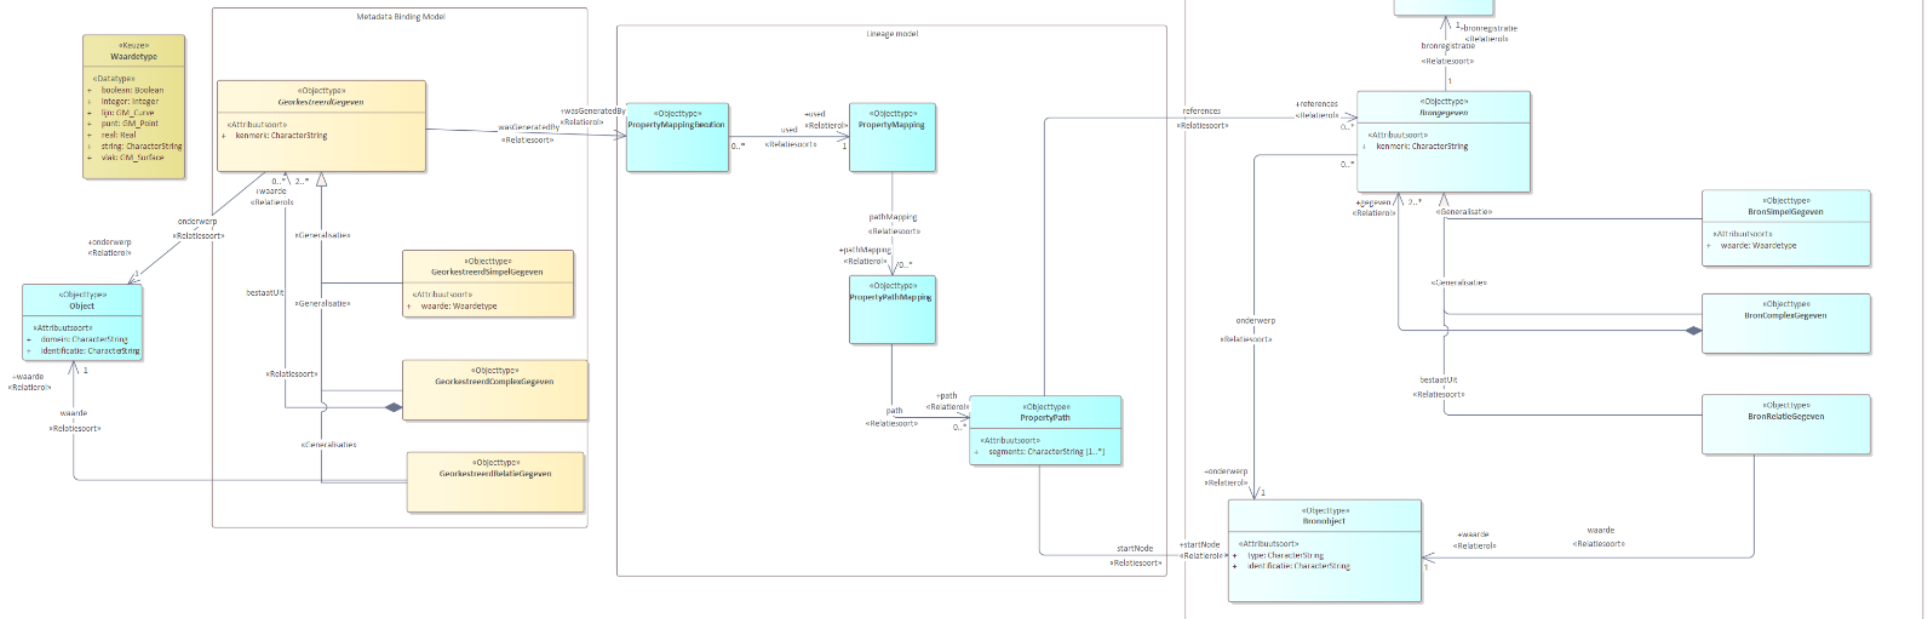 Metadata Binding Model
«Keuze»
Waardetype
«Datatype»
+ boolean: Boolean
+ integer: Integer
+ lijn: GM_Curve
+ punt: GM_Point
+ real: Real
+ string: CharacterString
+ vlak: GM_Surface
«Objecttype»
GeorkestreerdGegeven
«Attribuutsoort»
+ kenmerk: CharacterString
0..*
2..*
+waarde
«Relatierol»
onderwerp
«Relatiesoort»
+onderwerp
«Relatierol»
1
«Objecttype»
Object
«Attribuutsoort»
+ domein: CharacterString
+ identificatie: CharacterString
+waarde
«Relatierol»
1
waarde
«Relatiesoort»
«Generalisatie»
bestaatUit
«Generalisatie»
«Relatiesoort»
«Generalisatie»
«Objecttype»
GeorkestreerdSimpelGegeven
«Attribuutsoort»
+ waarde: Waardetype
«Objecttype»
GeorkestreerdComplexGegeven
«Objecttype»
GeorkestreerdRelatieGegeven
wasGeneratedBy
«Relatiesoort»
+wasGeneratedBy
«Relatierol»
Lineage model
«Objecttype»
PropertyMappingExecution
0..*
used
«Relatiesoort»
+used
«Relatierol»
1
«Objecttype»
PropertyMapping
pathMapping
«Relatiesoort»
+pathMapping
«Relatierol»
0..*
«Objecttype»
PropertyPathMapping
path
«Relatiesoort»
+path
«Relatierol»
0..*
«Objecttype»
PropertyPath
«Attribuutsoort»
+ segments: CharacterString [1..*]
startNode
«Relatiesoort»
+startNode
«Relatierol»
references
«Relatiesoort»
+references
«Relatierol»
0..*
1
+bronregistratie
«Relatierol»
bronregistratie
«Relatiesoort»
1
«Objecttype»
Brongegeven
«Attribuutsoort»
+ kenmerk: CharacterString
0..*
+gegeven
«Relatierol»
2..*
«Generalisatie»
«Generalisatie»
onderwerp
«Relatiesoort»
bestaatUit
«Relatiesoort»
+onderwerp
«Relatierol»
1
«Objecttype»
BronSimpelGegeven
«Attribuutsoort»
+ waarde: Waardetype
«Objecttype»
BronComplexGegeven
«Objecttype»
BronRelatieGegeven
«Objecttype»
Bronobject
«Attribuutsoort»
+ type: CharacterString
+ identificatie: CharacterString
+waarde
«Relatierol»
1
waarde
«Relatiesoort»